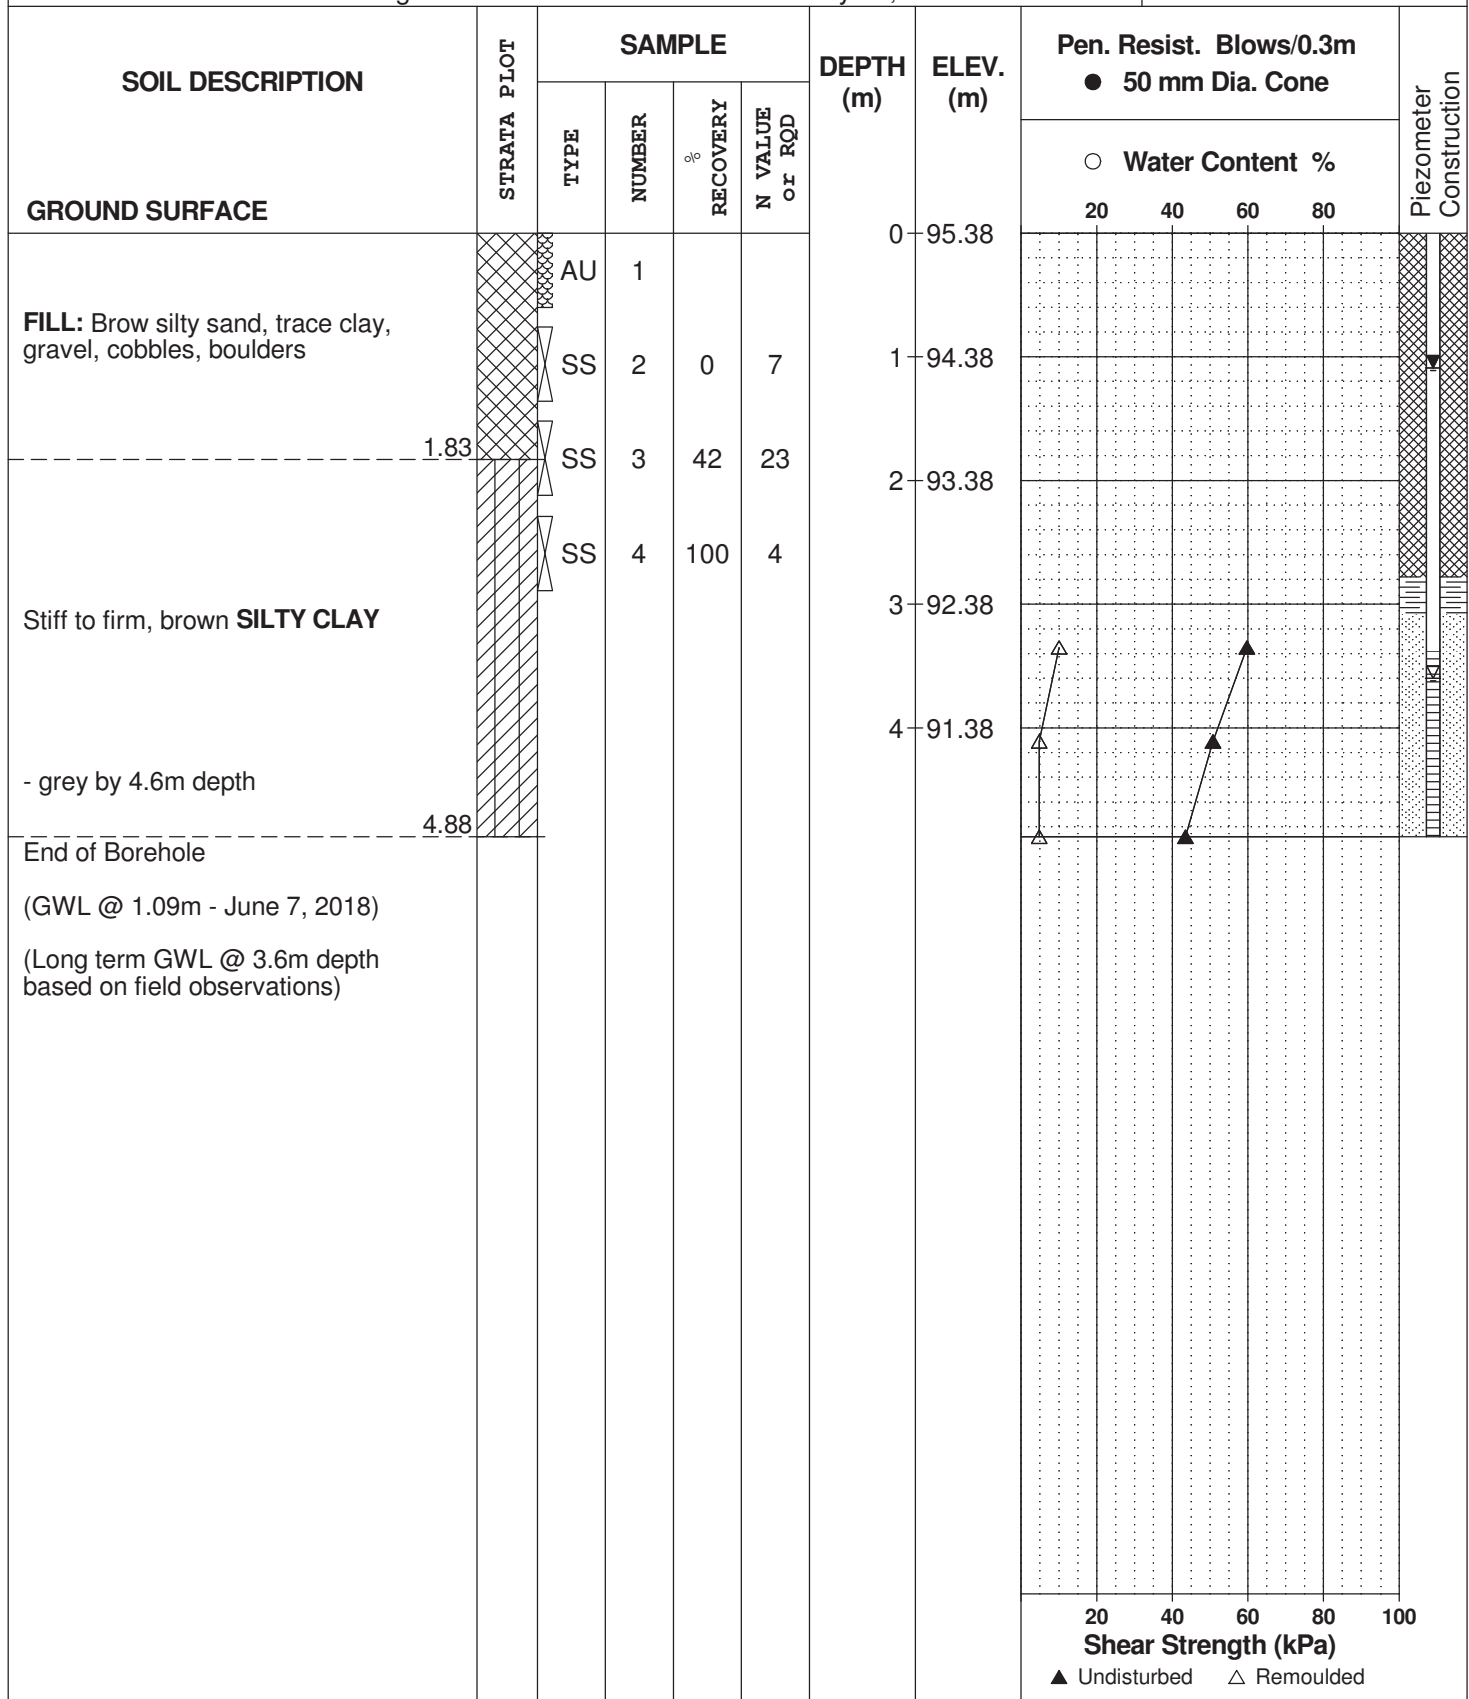 SOIL DESCRIPTION
GROUND SURFACE
STRATA PLOT
SAMPLE
TYPE
NUMBER
%
RECOVERY
N VALUE
or RQD
DEPTH
(m)
ELEV.
(m)
Pen. Resist. Blows/0.3m
● 50 mm Dia. Cone
○ Water Content %
20 40 60 80
Piezometer
Construction
0 95.38
AU 1
FILL: Brow silty sand, trace clay,
gravel, cobbles, boulders
SS 2 0 7
1 94.38
1.83
SS 3 42 23
2 93.38
SS 4 100 4
3 92.38
Stiff to firm, brown SILTY CLAY
4 91.38
- grey by 4.6m depth
4.88
End of Borehole
(GWL @ 1.09m - June 7, 2018)
(Long term GWL @ 3.6m depth
based on field observations)
20 40 60 80 100
Shear Strength (kPa)
▲ Undisturbed △ Remoulded